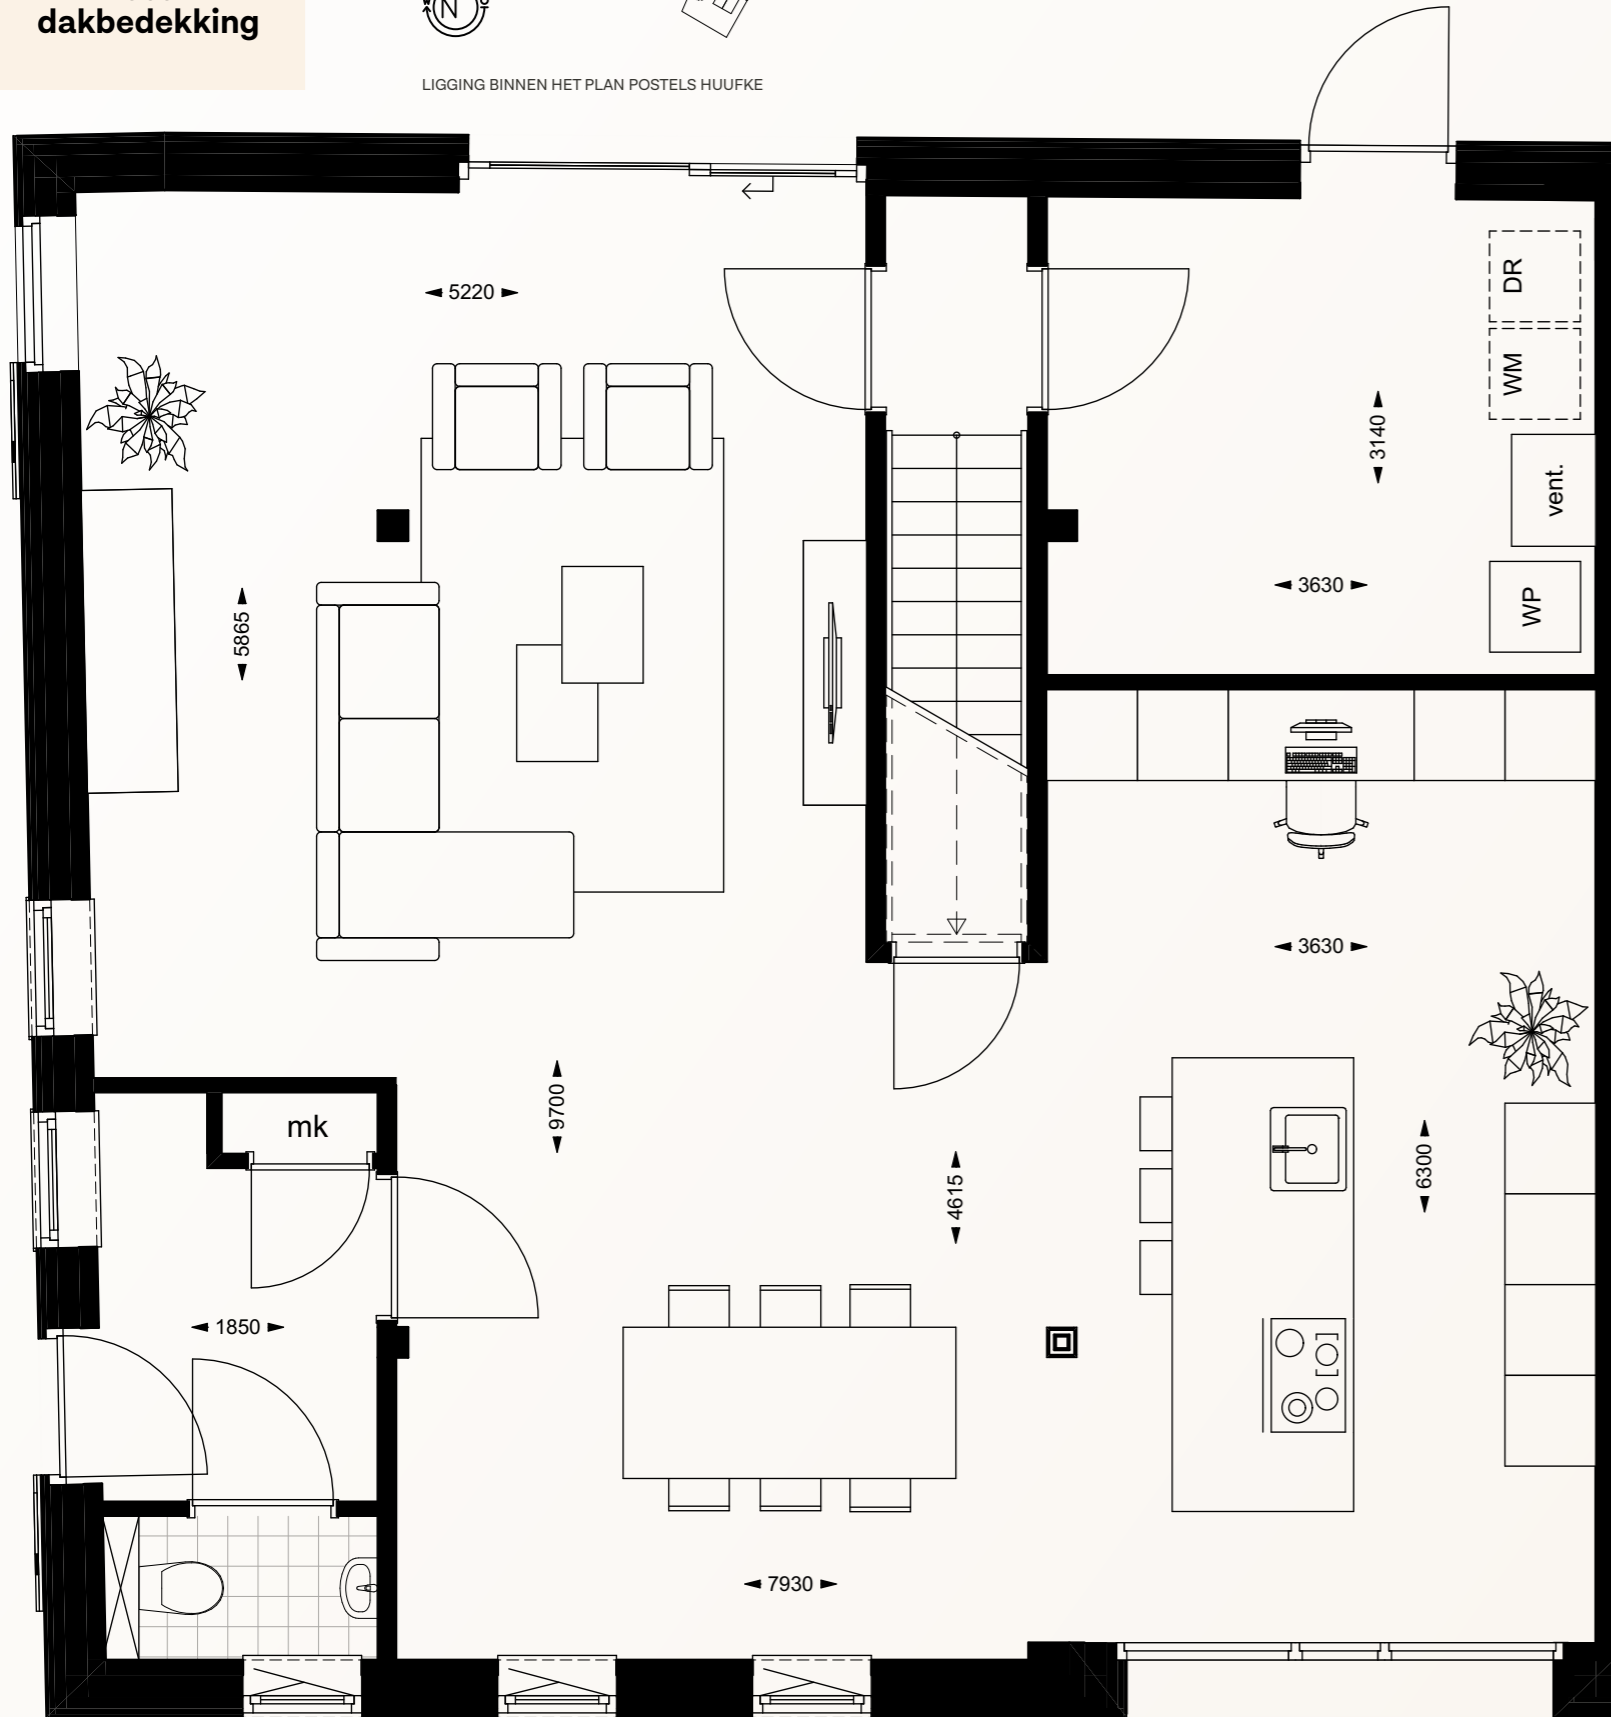 dakbedekking
N
LIGGING BINNEN HET PLAN POSTELS HUUFKE
5220
DR
WM
3140
vent.
3630
WP
5865
3630
mk
9700
4615
6300
1850
7930